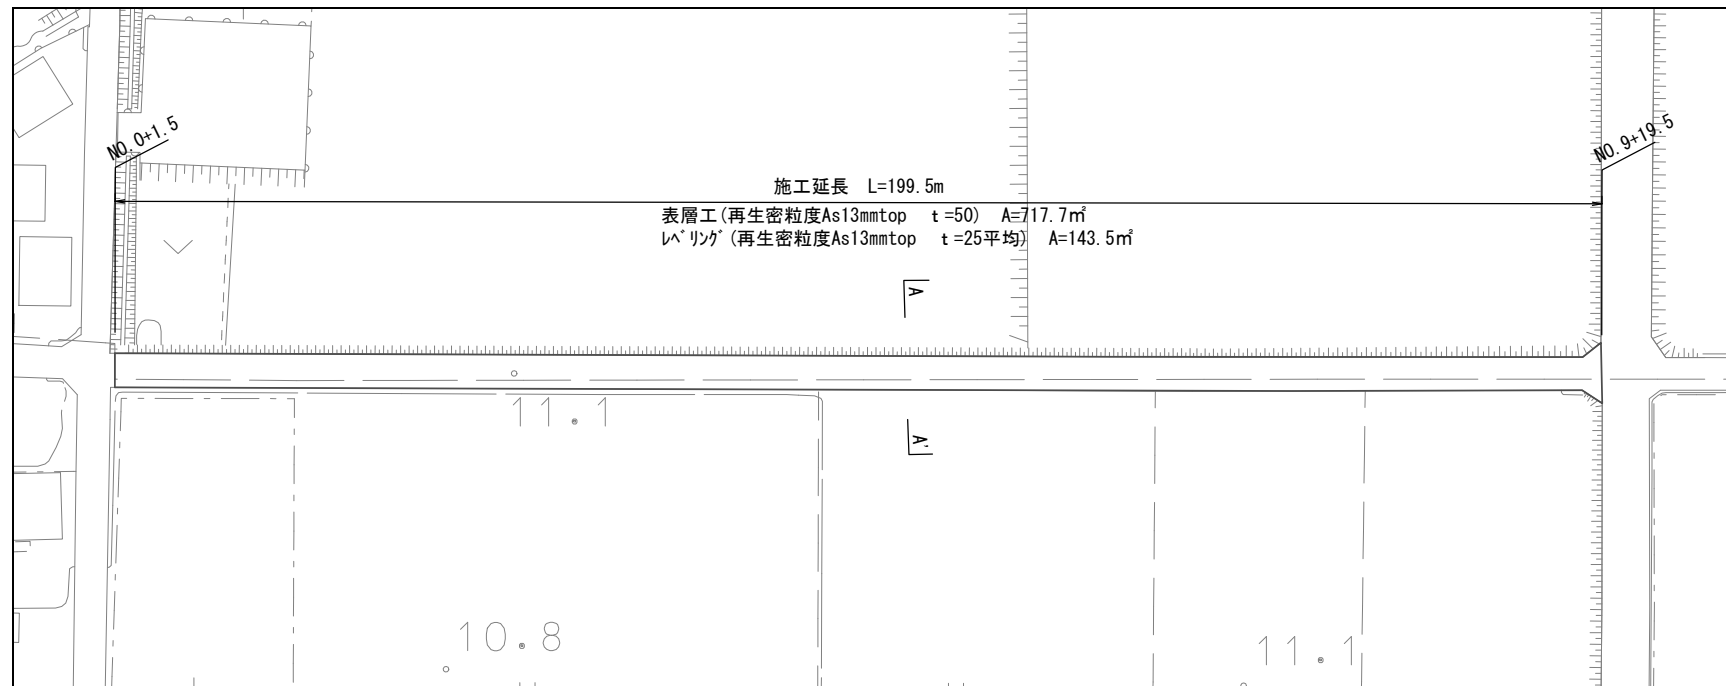 NO.0+1.5
NO.9+19.5
施工延長 L=199.5m
表層工(再生密粒度As13mmtop t=50) A=717.7㎡
ﾚﾍﾞﾘﾝｸﾞ(再生密粒度As13mmtop t=25平均) A=143.5㎡
A
11.1
A'
10.8
11.1